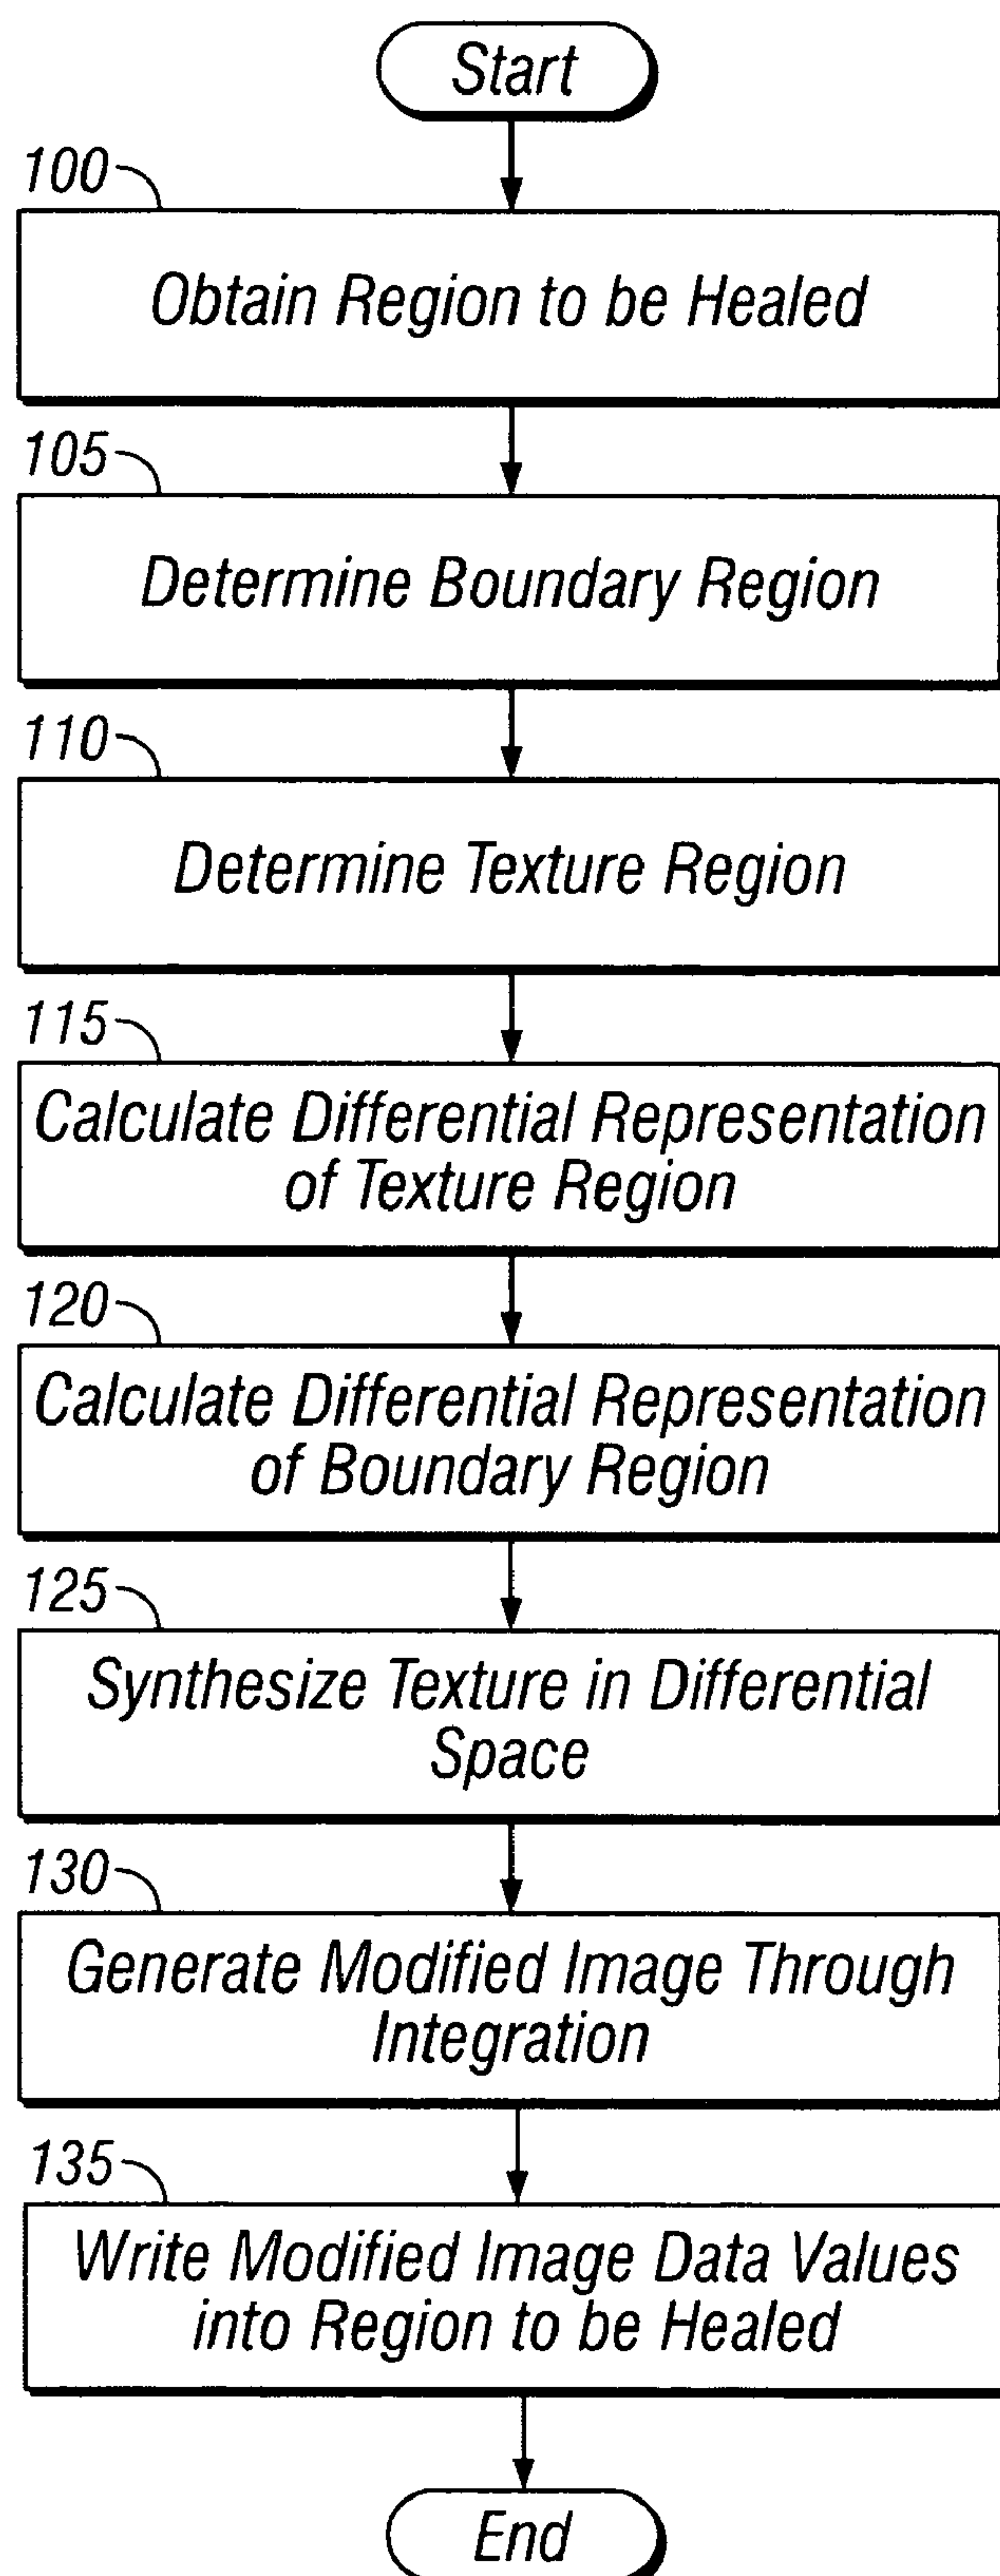 Start
100
Obtain Region to be Healed
105
Determine Boundary Region
110
Determine Texture Region
115
Calculate Differential Representation
of Texture Region
120
Calculate Differential Representation
of Boundary Region
125
Synthesize Texture in Differential
Space
130
Generate Modified Image Through
Integration
135
Write Modified Image Data Values
into Region to be Healed
End